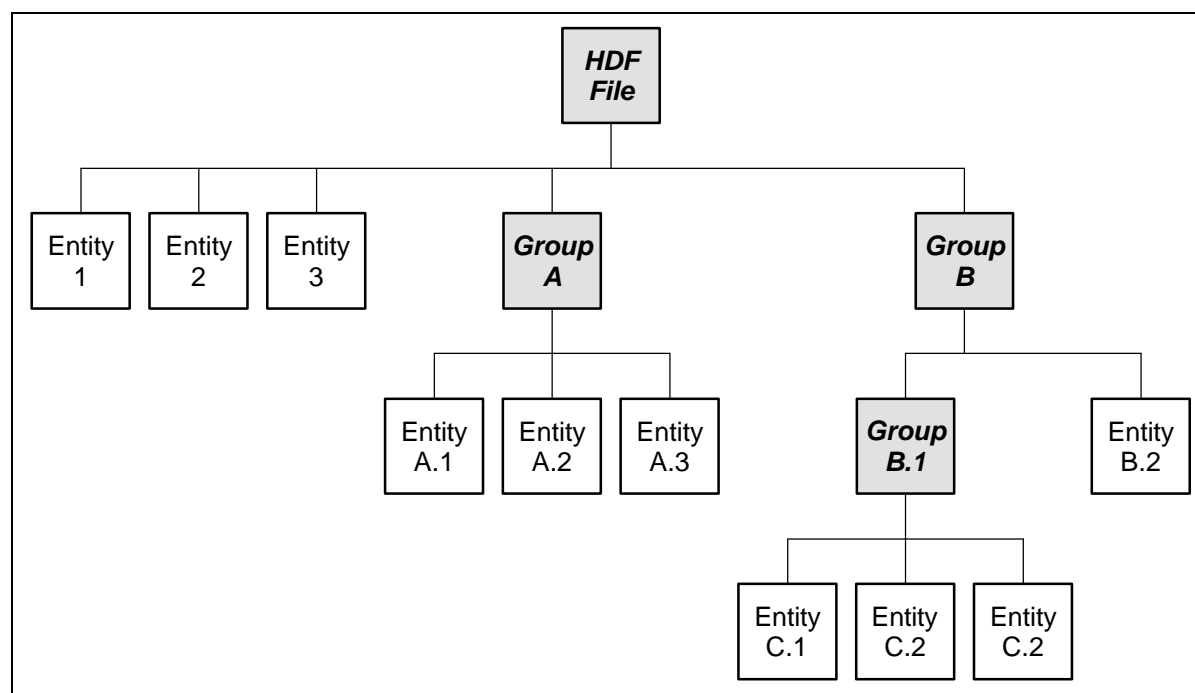 HDF
File
Entity
1
Entity
2
Entity
3
Group
A
Group
B
Entity
A.1
Entity
A.2
Entity
A.3
Group
B.1
Entity
B.2
Entity
C.1
Entity
C.2
Entity
C.2